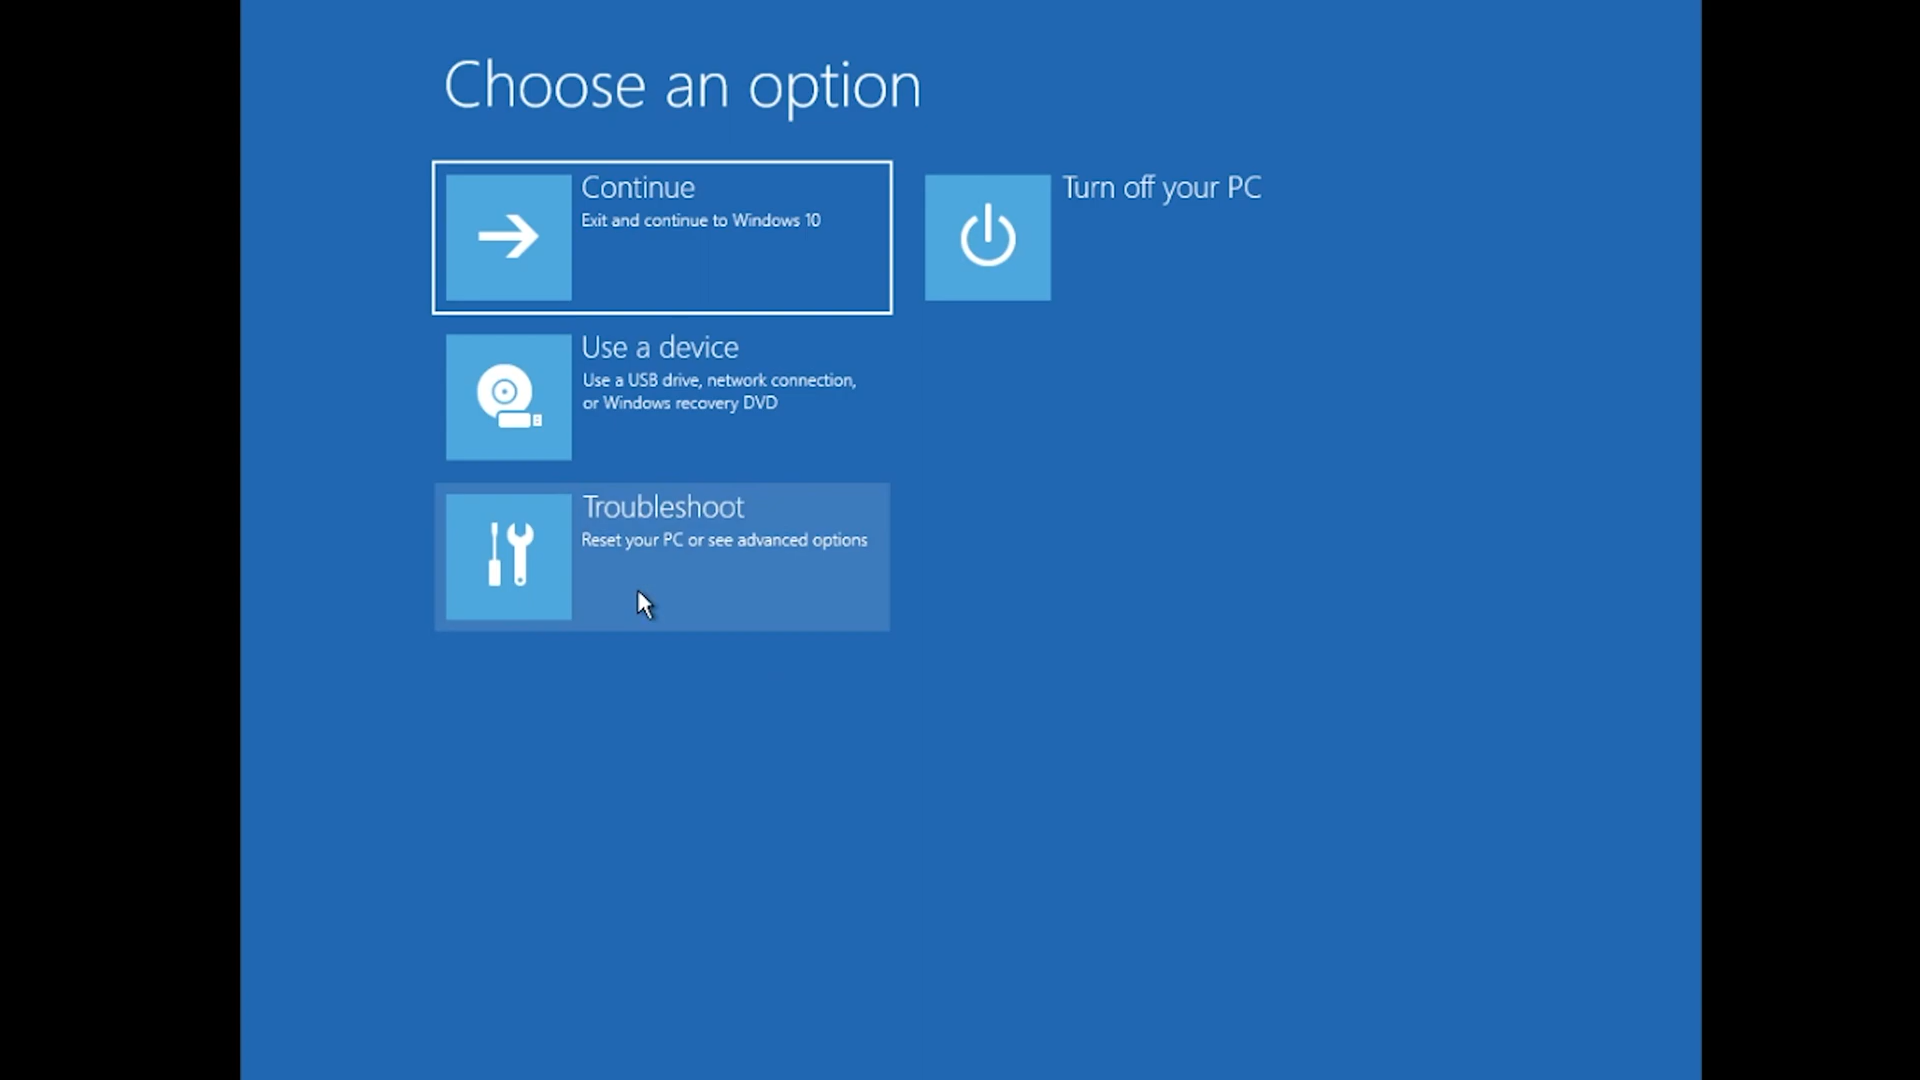 Choose an option
Continue
Exit and continue to Windows 10
Turn off your PC
Use a device
Use a USB drive, network connection,
or Windows recovery DVD
Troubleshoot
Reset your PC or see advanced options